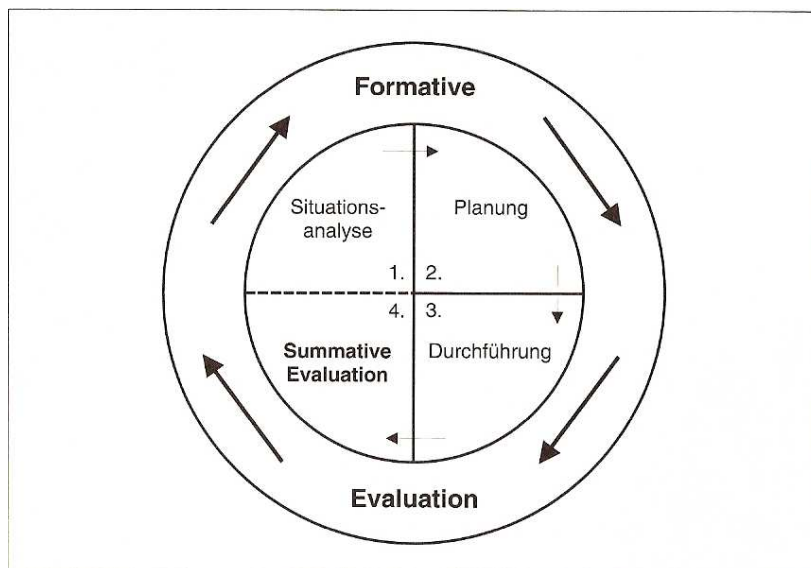 Formative
Situations-
analyse
Planung
1. 2.
4. 3.
Summative
Evaluation
Durchführung
Evaluation